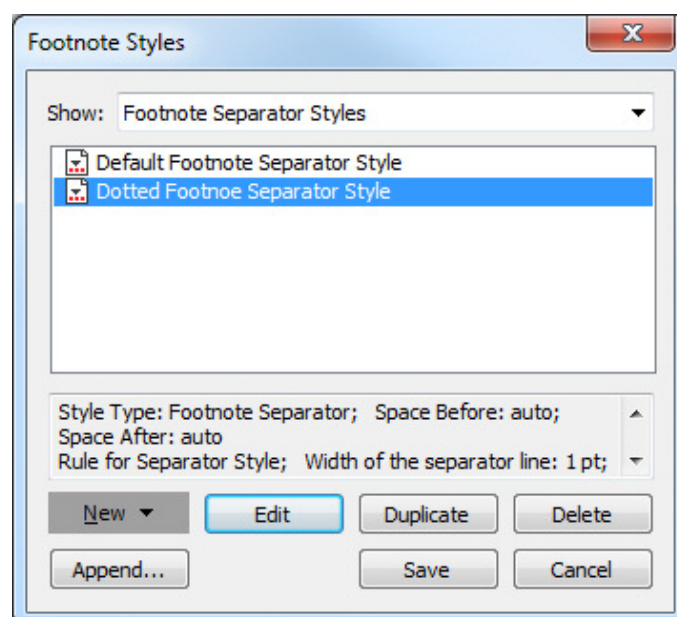 Footnote Styles
Show: Footnote Separator Styles
Default Footnote Separator Style
Dotted Footnoe Separator Style
Style Type: Footnote Separator; Space Before: auto;
Space After: auto
Rule for Separator Style; Width of the separator line: 1 pt;
New Edit Duplicate Delete
Append... Save Cancel